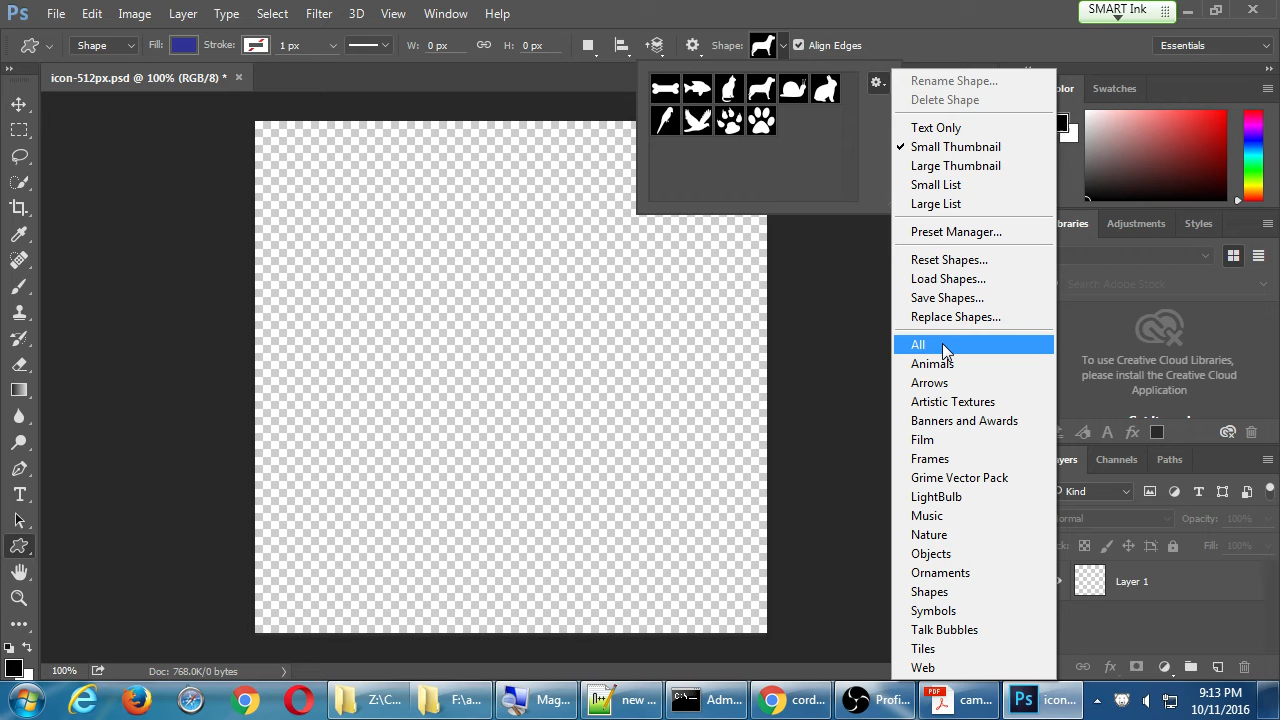 Ps File Edit Image Layer Type Select Filter 3D View Window Help
SMART Ink
Shape Fill: Stroke: 1 px W: 0 px H: 0 px Shape: Align Edges Essentials
icon-512px.psd @ 100% (RGB/8) * ×
Rename Shape...
Delete Shape
Text Only
Small Thumbnail
Large Thumbnail
Small List
Large List
Preset Manager...
Reset Shapes...
Load Shapes...
Save Shapes...
Replace Shapes...
All
Animals
Arrows
Artistic Textures
Banners and Awards
Film
Frames
Grime Vector Pack
LightBulb
Music
Nature
Objects
Ornaments
Shapes
Symbols
Talk Bubbles
Tiles
Web
Swatches
Adjustments Styles
Search Adobe Stock
To use Creative Cloud Libraries,
please install the Creative Cloud
Application
Channels Paths
Kind
Opacity: 100%
Fill: 100%
Layer 1
100% Doc: 768.0K/0 bytes
Z:\C... F:\a... Mag... new ... Adm... cord... Profi... cam... Ps icon...
PDF
9:13 PM
10/11/2016